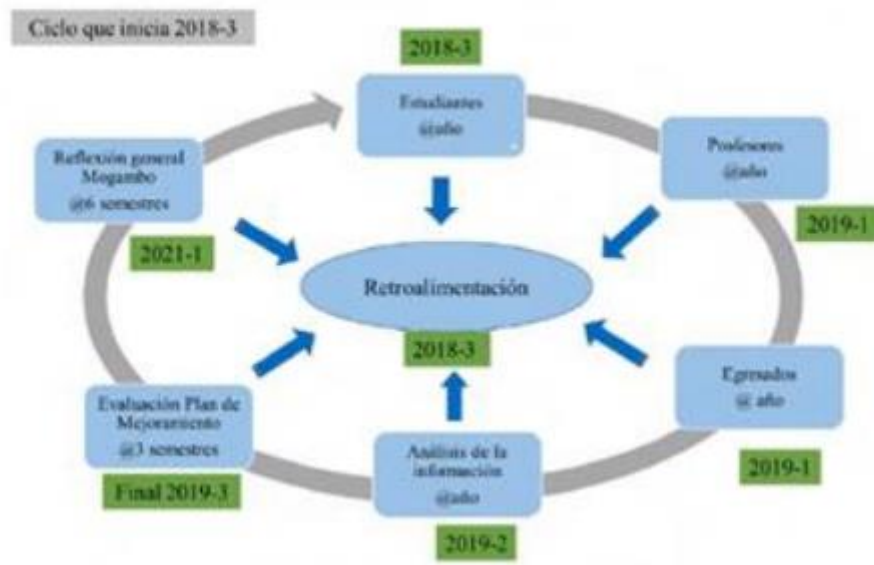 Ciclo que inicia 2018-3
2018-3
Estudiantes
@año
Profesores
@año
2019-1
Egresados
@ año
2019-1
Análisis de la
información
@año
2019-2
Evaluación Plan de
Mejoramiento
@3 semestres
Final 2019-3
Reflexión general
Mogambo
@6 semestres
2021-1
Retroalimentación
2018-3